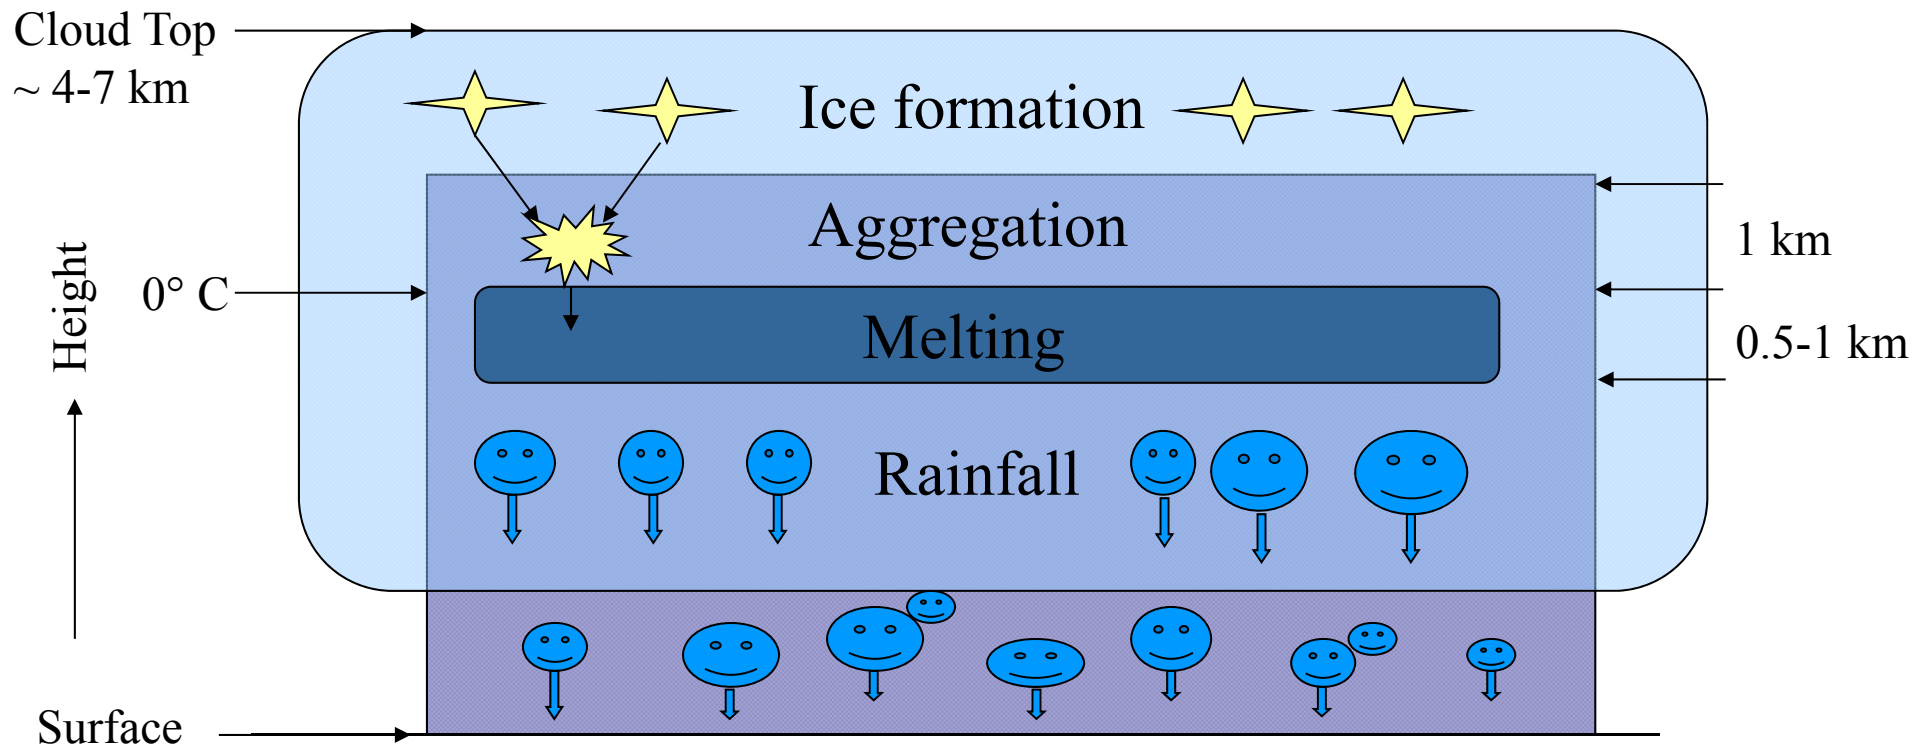 Cloud Top
~ 4-7 km
Ice formation
Aggregation
1 km
Height
0° C
Melting
0.5-1 km
Rainfall
Surface